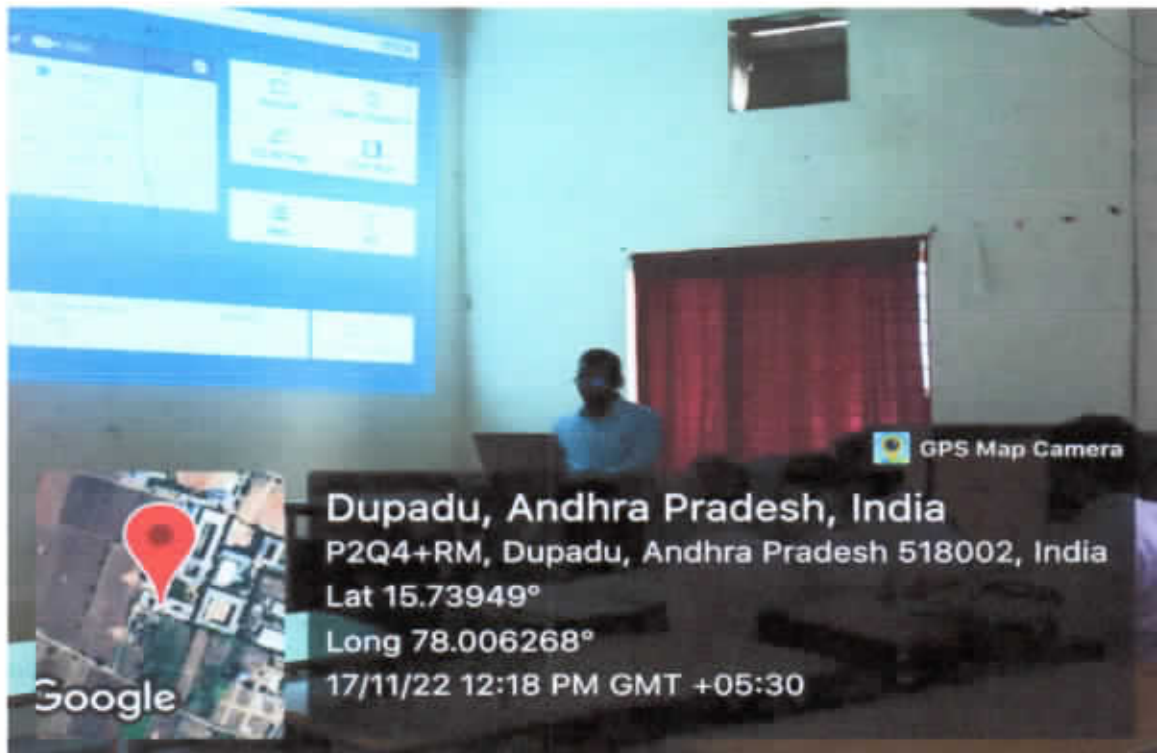 GPS Map Camera
Dupadu, Andhra Pradesh, India
P2Q4+RM, Dupadu, Andhra Pradesh 518002, India
Lat 15.73949°
Long 78.006268°
17/11/22 12:18 PM GMT +05:30
Google